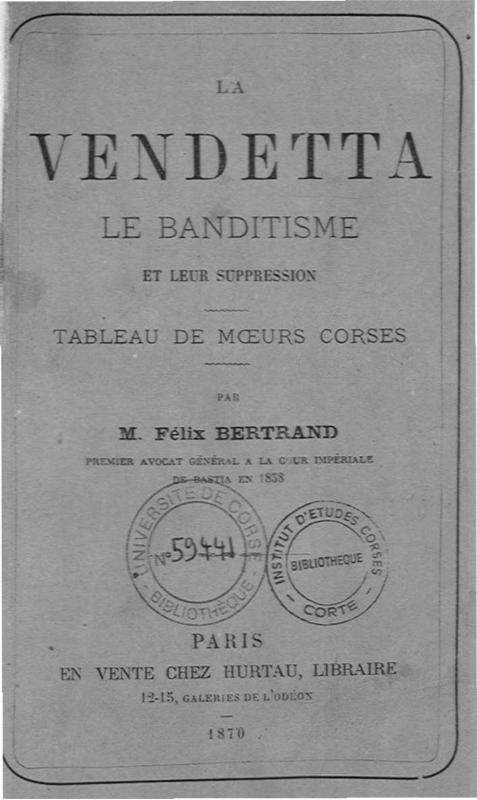 LA
VENDETTA
LE BANDITISME
ET LEUR SUPPRESSION
TABLEAU DE MŒURS CORSES
PAR
M. Félix BERTRAND
PREMIER AVOCAT GÉNÉRAL A LA COUR IMPÉRIALE
DE BASTIA EN 1858
UNIVERSITÉ DE CORSE
N° 59441
- BIBLIOTHÈQUE -
INSTITUT D'ETUDES CORSES
BIBLIOTHEQUE
- CORTE -
PARIS
EN VENTE CHEZ HURTAU, LIBRAIRE
12-15, GALERIES DE L'ODÉON
—
1870